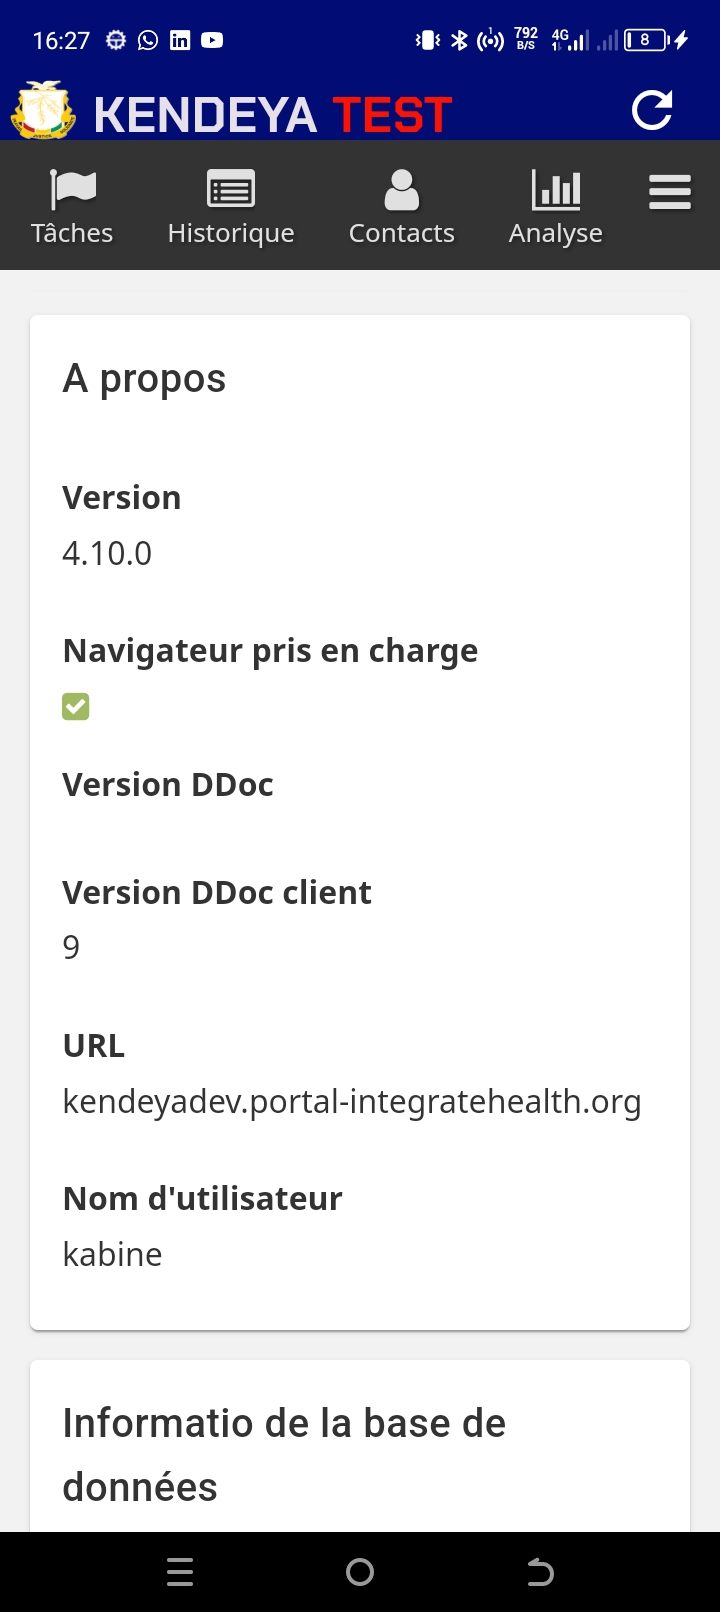 16:27
792
B/S
4G
8
KENDEYA TEST
Tâches
Historique
Contacts
Analyse
A propos
Version
4.10.0
Navigateur pris en charge
Version DDoc
Version DDoc client
9
URL
kendeyadev.portal-integratehealth.org
Nom d'utilisateur
kabine
Informatio de la base de
données